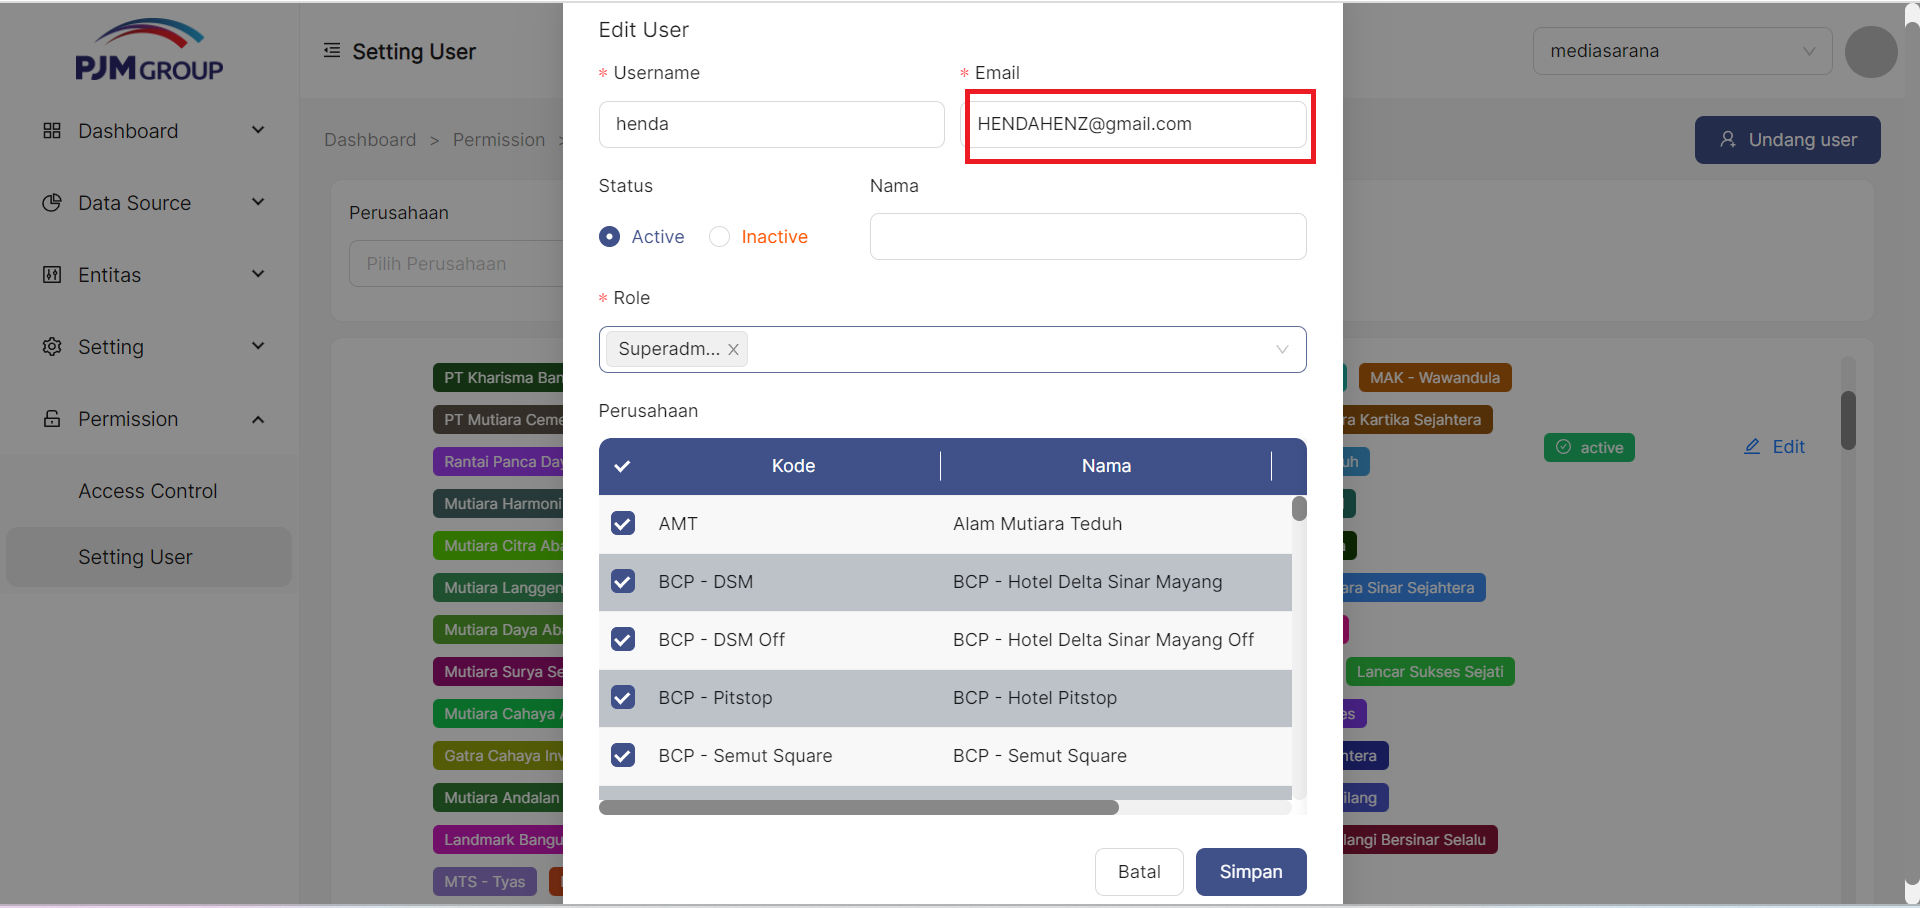 PJM GROUP
Setting User
mediasarana
Dashboard
Data Source
Entitas
Setting
Permission
Access Control
Setting User
Dashboard > Permission >
Undang user
Perusahaan
Pilih Perusahaan
Edit User
* Username
* Email
henda
HENDAHENZ@gmail.com
Status
Nama
Active
Inactive
* Role
Superadm...
Perusahaan
Kode
Nama
AMT
Alam Mutiara Teduh
BCP - DSM
BCP - Hotel Delta Sinar Mayang
BCP - DSM Off
BCP - Hotel Delta Sinar Mayang Off
BCP - Pitstop
BCP - Hotel Pitstop
BCP - Semut Square
BCP - Semut Square
Batal
Simpan
PT Kharisma Ban
PT Mutiara Ceme
Rantai Panca Day
Mutiara Harmoni
Mutiara Citra Aba
Mutiara Langgen
Mutiara Daya Aba
Mutiara Surya Se
Mutiara Cahaya
Gatra Cahaya Inv
Mutiara Andalan
Landmark Bangu
MTS - Tyas
MAK - Wawandula
ra Kartika Sejahtera
uh
active
Edit
ara Sinar Sejahtera
Lancar Sukses Sejati
es
ntera
ilang
langi Bersinar Selalu